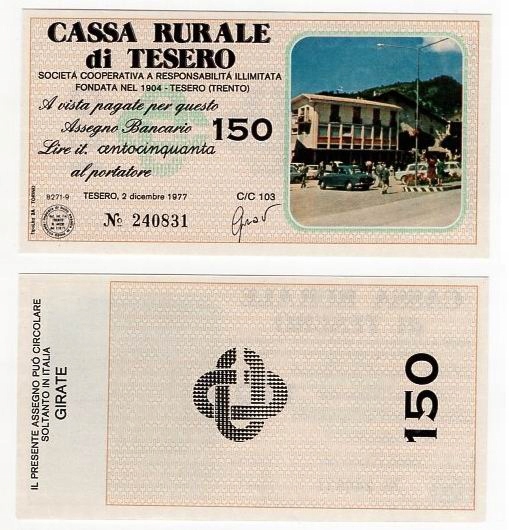 CASSA RURALE
di TESERO
SOCIETÀ COOPERATIVA A RESPONSABILITÀ ILLIMITATA
FONDATA NEL 1904 - TESERO (TRENTO)
A vista pagate per questo
Assegno Bancario 150
Lire it. centocinquanta
al portatore
8271-9 TESERO, 2 dicembre 1977 C/C 103
No 240831
IL PRESENTE ASSEGNO PUÒ CIRCOLARE
SOLTANTO IN ITALIA
GIRATE
150